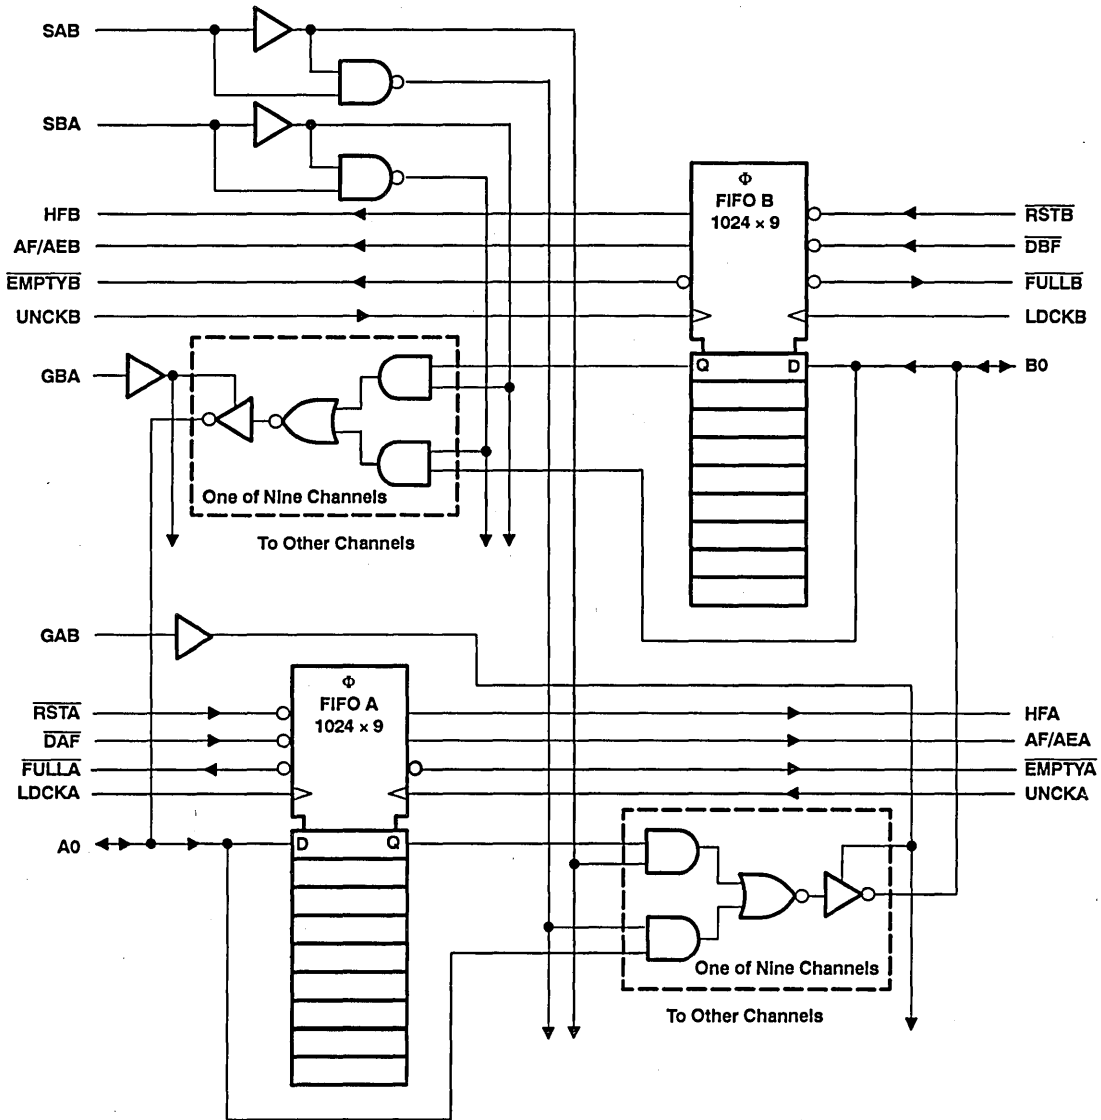 SAB
SBA
HFB
AF/AEB
EMPTYB
UNCKB
GBA
Φ
FIFO B
1024 × 9
RSTB
DBF
FULLB
LDCKB
Q D
B0
One of Nine Channels
To Other Channels
GAB
RSTA
DAF
FULLA
LDCKA
A0
Φ
FIFO A
1024 × 9
D Q
HFA
AF/AEA
EMPTYA
UNCKA
One of Nine Channels
To Other Channels